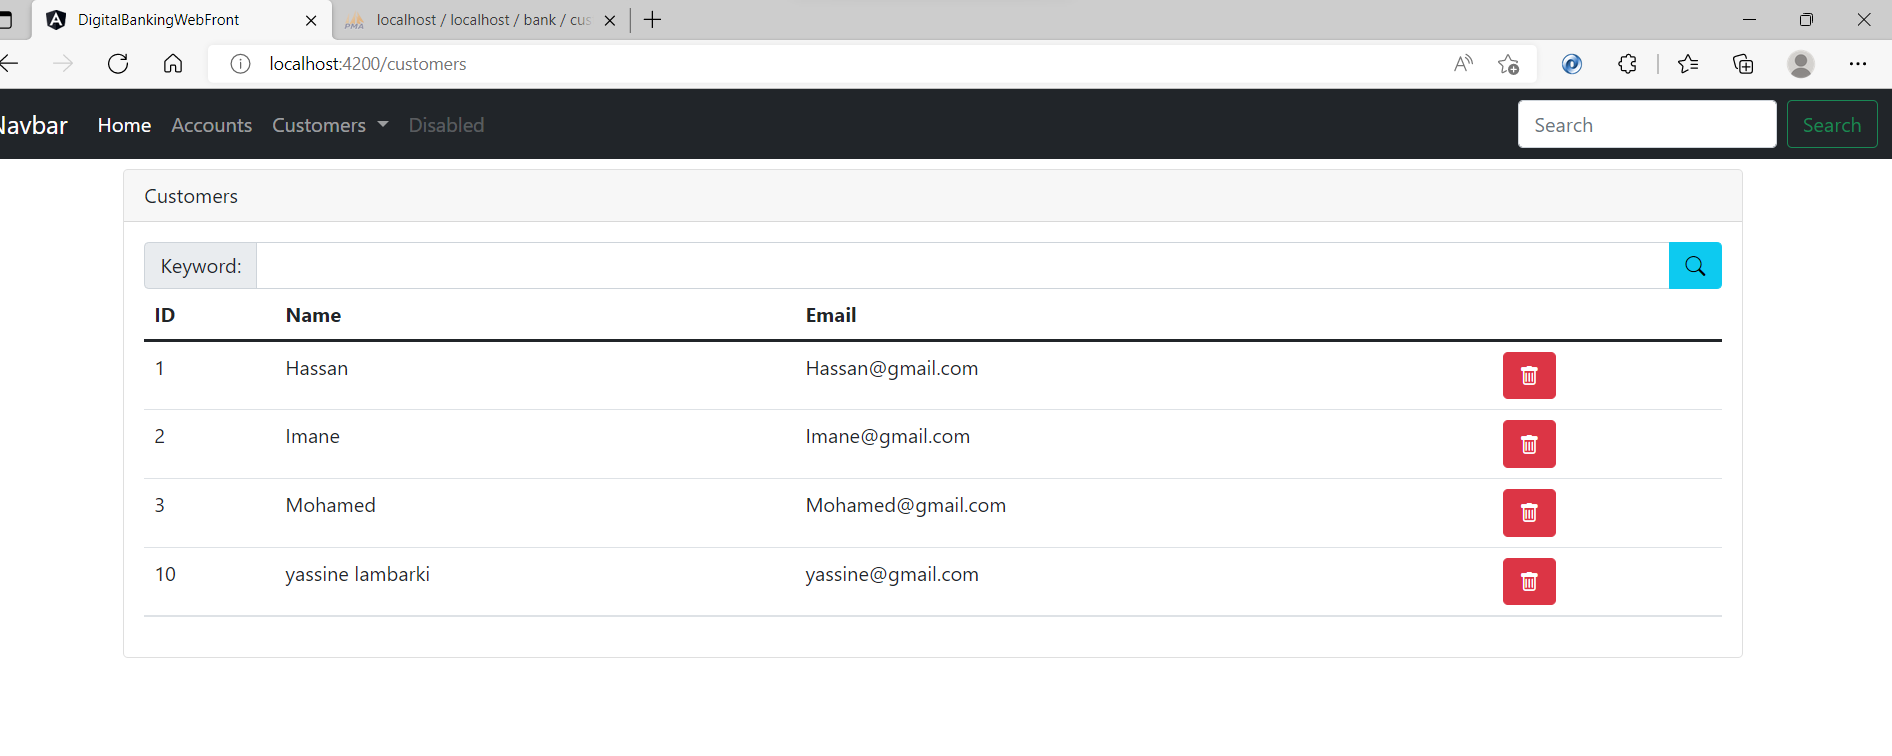 DigitalBankingWebFront
localhost / localhost / bank / cus
localhost:4200/customers
Navbar Home Accounts Customers Disabled Search Search
Customers
Keyword:
ID Name Email
1 Hassan Hassan@gmail.com
2 Imane Imane@gmail.com
3 Mohamed Mohamed@gmail.com
10 yassine lambarki yassine@gmail.com